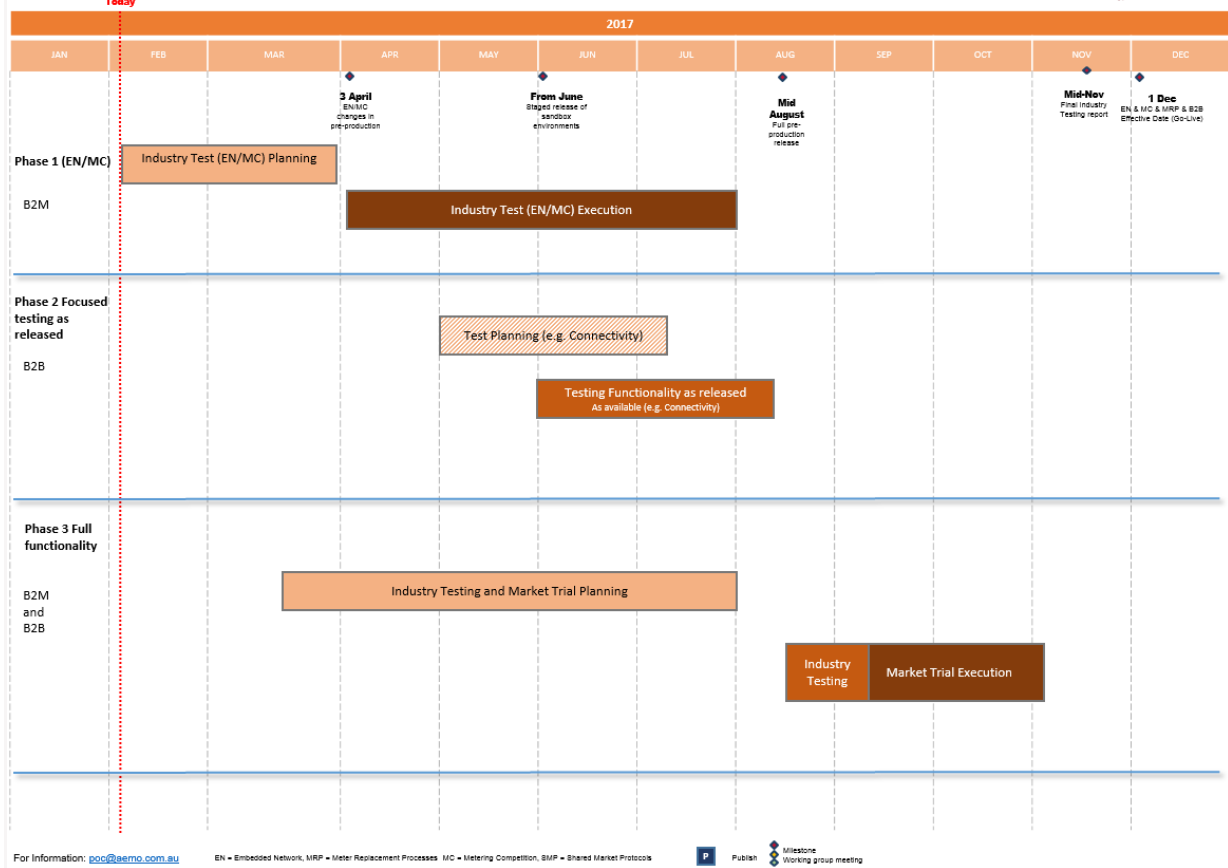 Today
2017
JAN FEB MAR APR MAY JUN JUL AUG SEP OCT NOV DEC
3 April
EN/MC
changes in
pre-production
From June
Staged release of
sandbox
environments
Mid
August
Full pre-
production
release
Mid-Nov
Final Industry
Testing report
1 Dec
EN & MC & MRP & B2B
Effective Date (Go-Live)
Phase 1 (EN/MC)
Industry Test (EN/MC) Planning
B2M
Industry Test (EN/MC) Execution
Phase 2 Focused
testing as
released
Test Planning (e.g. Connectivity)
B2B
Testing Functionality as released
As available (e.g. Connectivity)
Phase 3 Full
functionality
Industry Testing and Market Trial Planning
B2M
and
B2B
Industry
Testing
Market Trial Execution
For Information: poc@aemo.com.au
EN = Embedded Network, MRP = Meter Replacement Processes MC = Metering Competition, SMP = Shared Market Protocols
P Publish
Milestone
Working group meeting